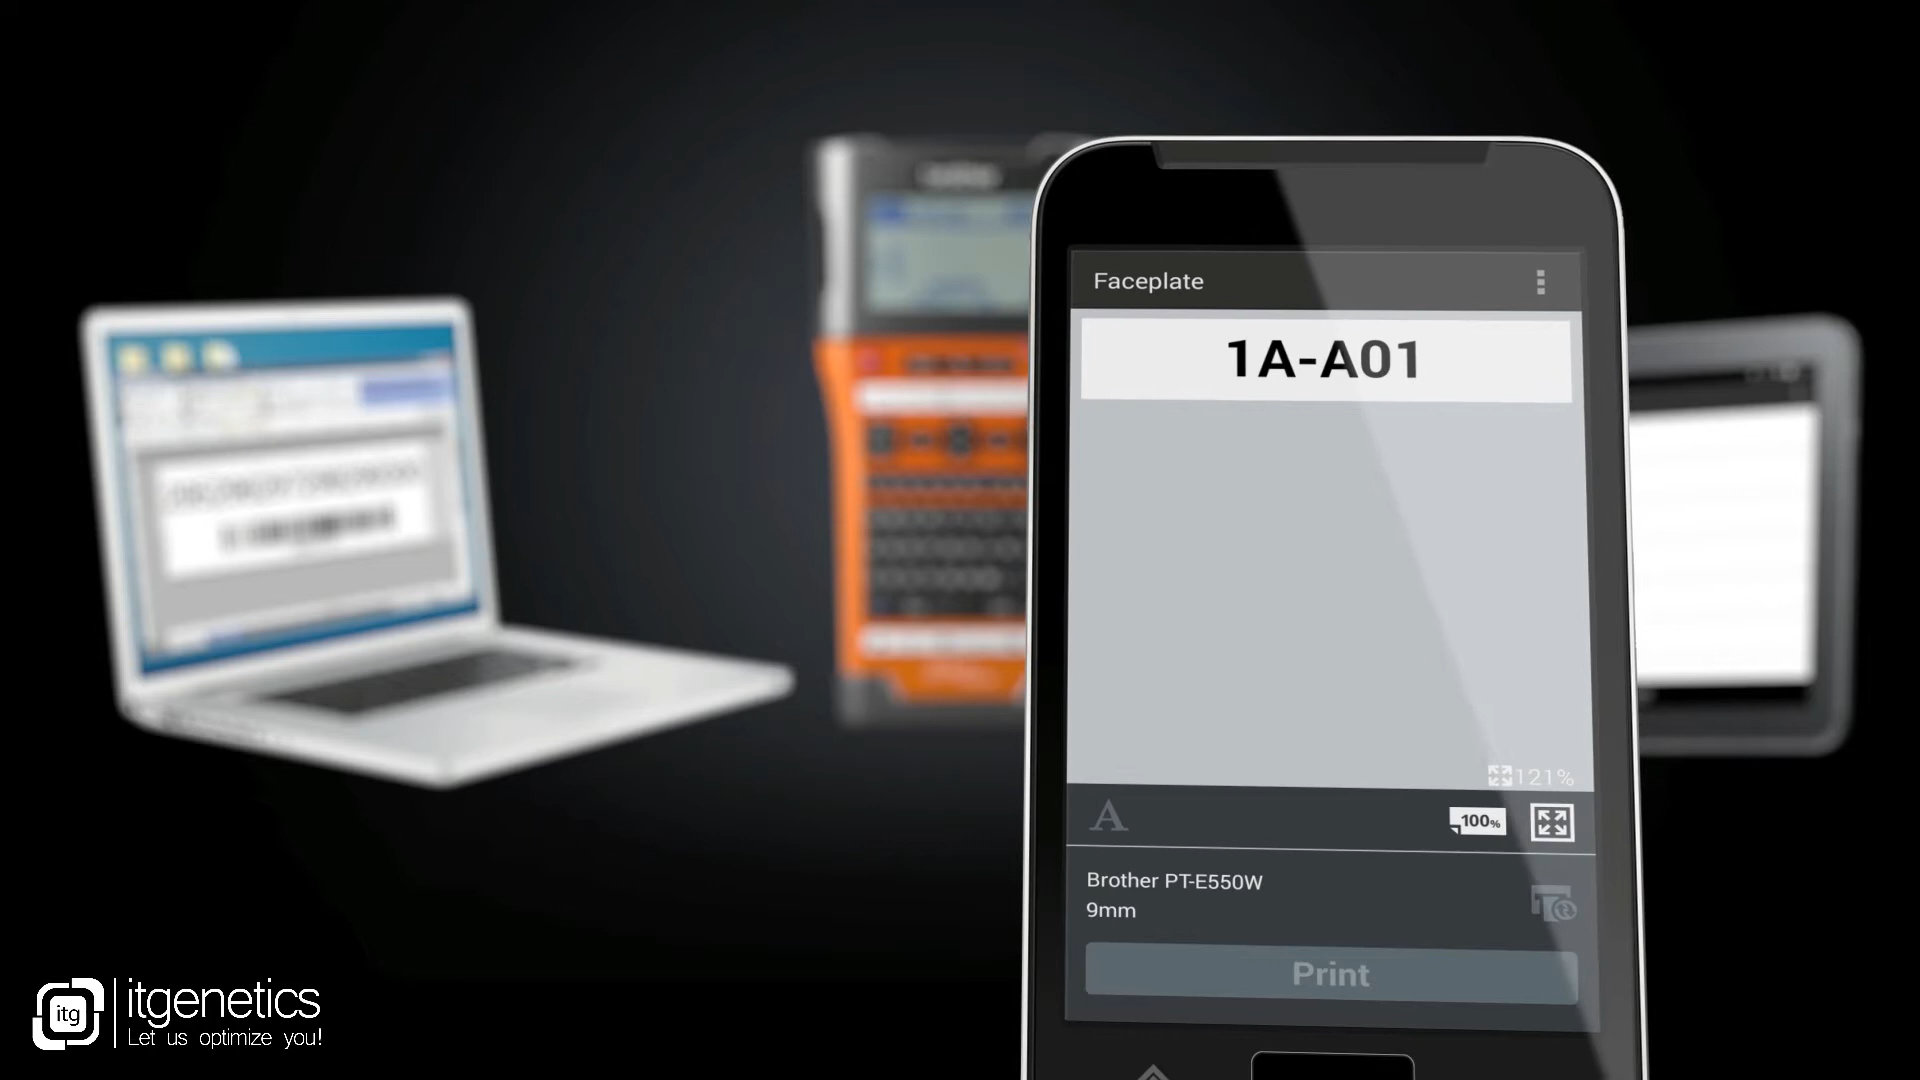 Faceplate
1A-A01
121%
A
100%
Brother PT-E550W
9mm
Print
itg
itgenetics
Let us optimize you!